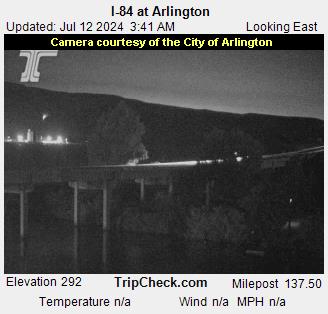 I-84 at Arlington
Updated: Jul 12 2024 3:41 AM Looking East
Camera courtesy of the City of Arlington
Elevation 292 TripCheck.com Milepost 137.50
Temperature n/a Wind n/a MPH n/a